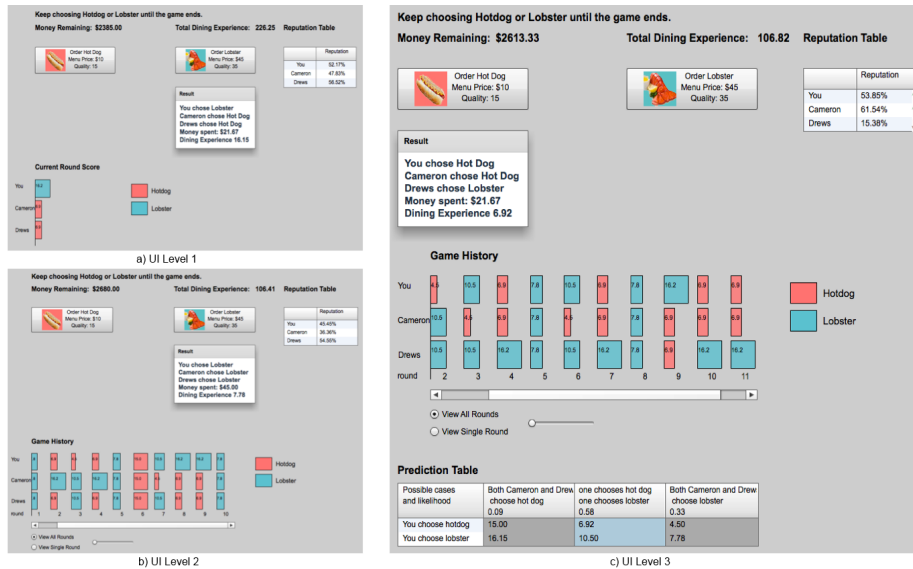 Keep choosing Hotdog or Lobster until the game ends.
Money Remaining: $2385.00 Total Dining Experience: 226.25 Reputation Table
Order Hot Dog
Menu Price: $10
Quality: 15
Order Lobster
Menu Price: $45
Quality: 35
Reputation
You 52.17%
Cameron 47.83%
Drews 56.52%
Result
You chose Lobster
Cameron chose Hot Dog
Drews chose Hot Dog
Money spent: $21.67
Dining Experience 16.15
Current Round Score
You 16.2
Cameron 6.9
Drews 6.9
Hotdog
Lobster
a) UI Level 1
Keep choosing Hotdog or Lobster until the game ends.
Money Remaining: $2680.00 Total Dining Experience: 106.41 Reputation Table
Order Hot Dog
Menu Price: $10
Quality: 15
Order Lobster
Menu Price: $45
Quality: 35
Reputation
You 45.45%
Cameron 36.36%
Drews 54.55%
Result
You chose Lobster
Cameron chose Lobster
Drews chose Lobster
Money spent: $45.00
Dining Experience 7.78
Game History
You
Cameron
Drews
round 1 2 3 4 5 6 7 8 9 10
Hotdog
Lobster
View All Rounds
View Single Round
b) UI Level 2
Keep choosing Hotdog or Lobster until the game ends.
Money Remaining: $2613.33 Total Dining Experience: 106.82 Reputation Table
Order Hot Dog
Menu Price: $10
Quality: 15
Order Lobster
Menu Price: $45
Quality: 35
Reputation
You 53.85%
Cameron 61.54%
Drews 15.38%
Result
You chose Hot Dog
Cameron chose Hot Dog
Drews chose Lobster
Money spent: $21.67
Dining Experience 6.92
Game History
You 4.5 10.5 6.9 7.8 10.5 6.9 7.8 16.2 6.9 6.9
Cameron 10.5 4.5 6.9 7.8 4.5 6.9 7.8 6.9 6.9 6.9
Drews 10.5 10.5 16.2 7.8 10.5 16.2 7.8 6.9 16.2 16.2
round 2 3 4 5 6 7 8 9 10 11
Hotdog
Lobster
View All Rounds
View Single Round
Prediction Table
Possible cases
and likelihood
Both Cameron and Drew
choose hot dog
0.09
one chooses hot dog
one chooses lobster
0.58
Both Cameron and Drew
choose lobster
0.33
You choose hotdog 15.00 6.92 4.50
You choose lobster 16.15 10.50 7.78
c) UI Level 3